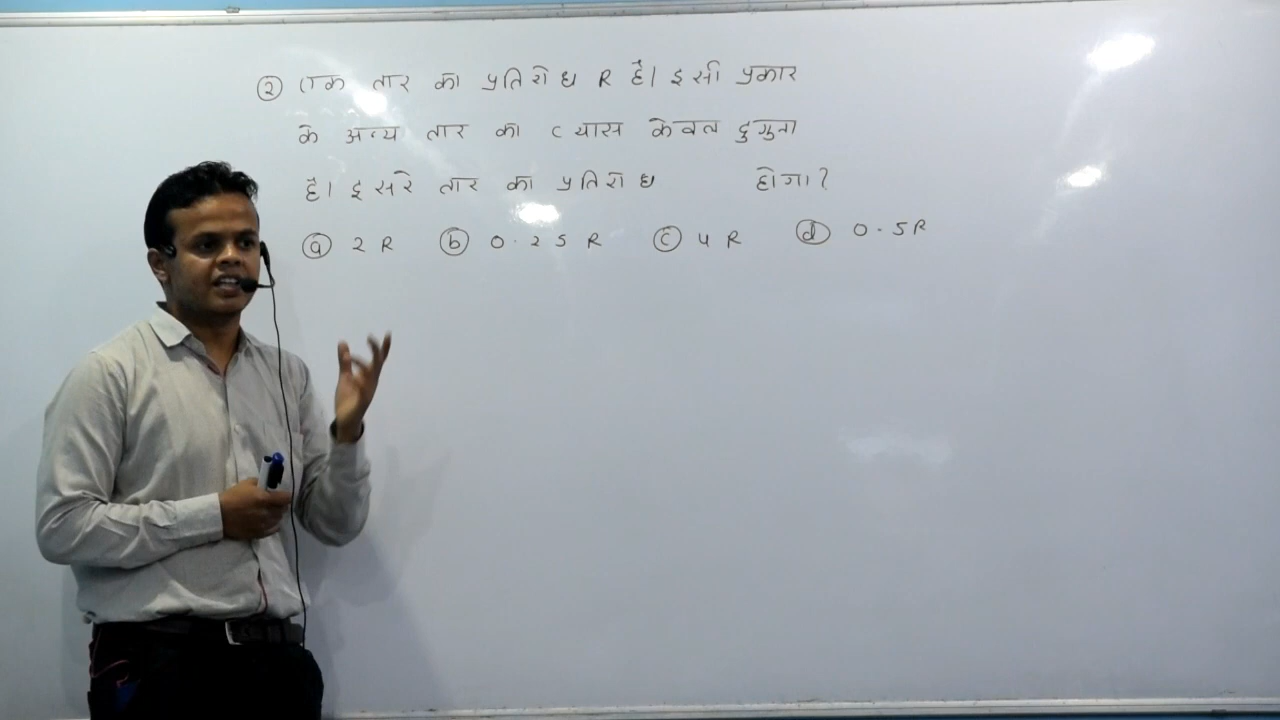 ② एक तार का प्रतिरोध R है। इसी प्रकार
के अन्य तार का व्यास केवल दुगुना
है। दूसरे तार का प्रतिरोध होगा?
ⓐ 2R ⓑ 0.25R ⓒ 4R ⓓ 0.5R